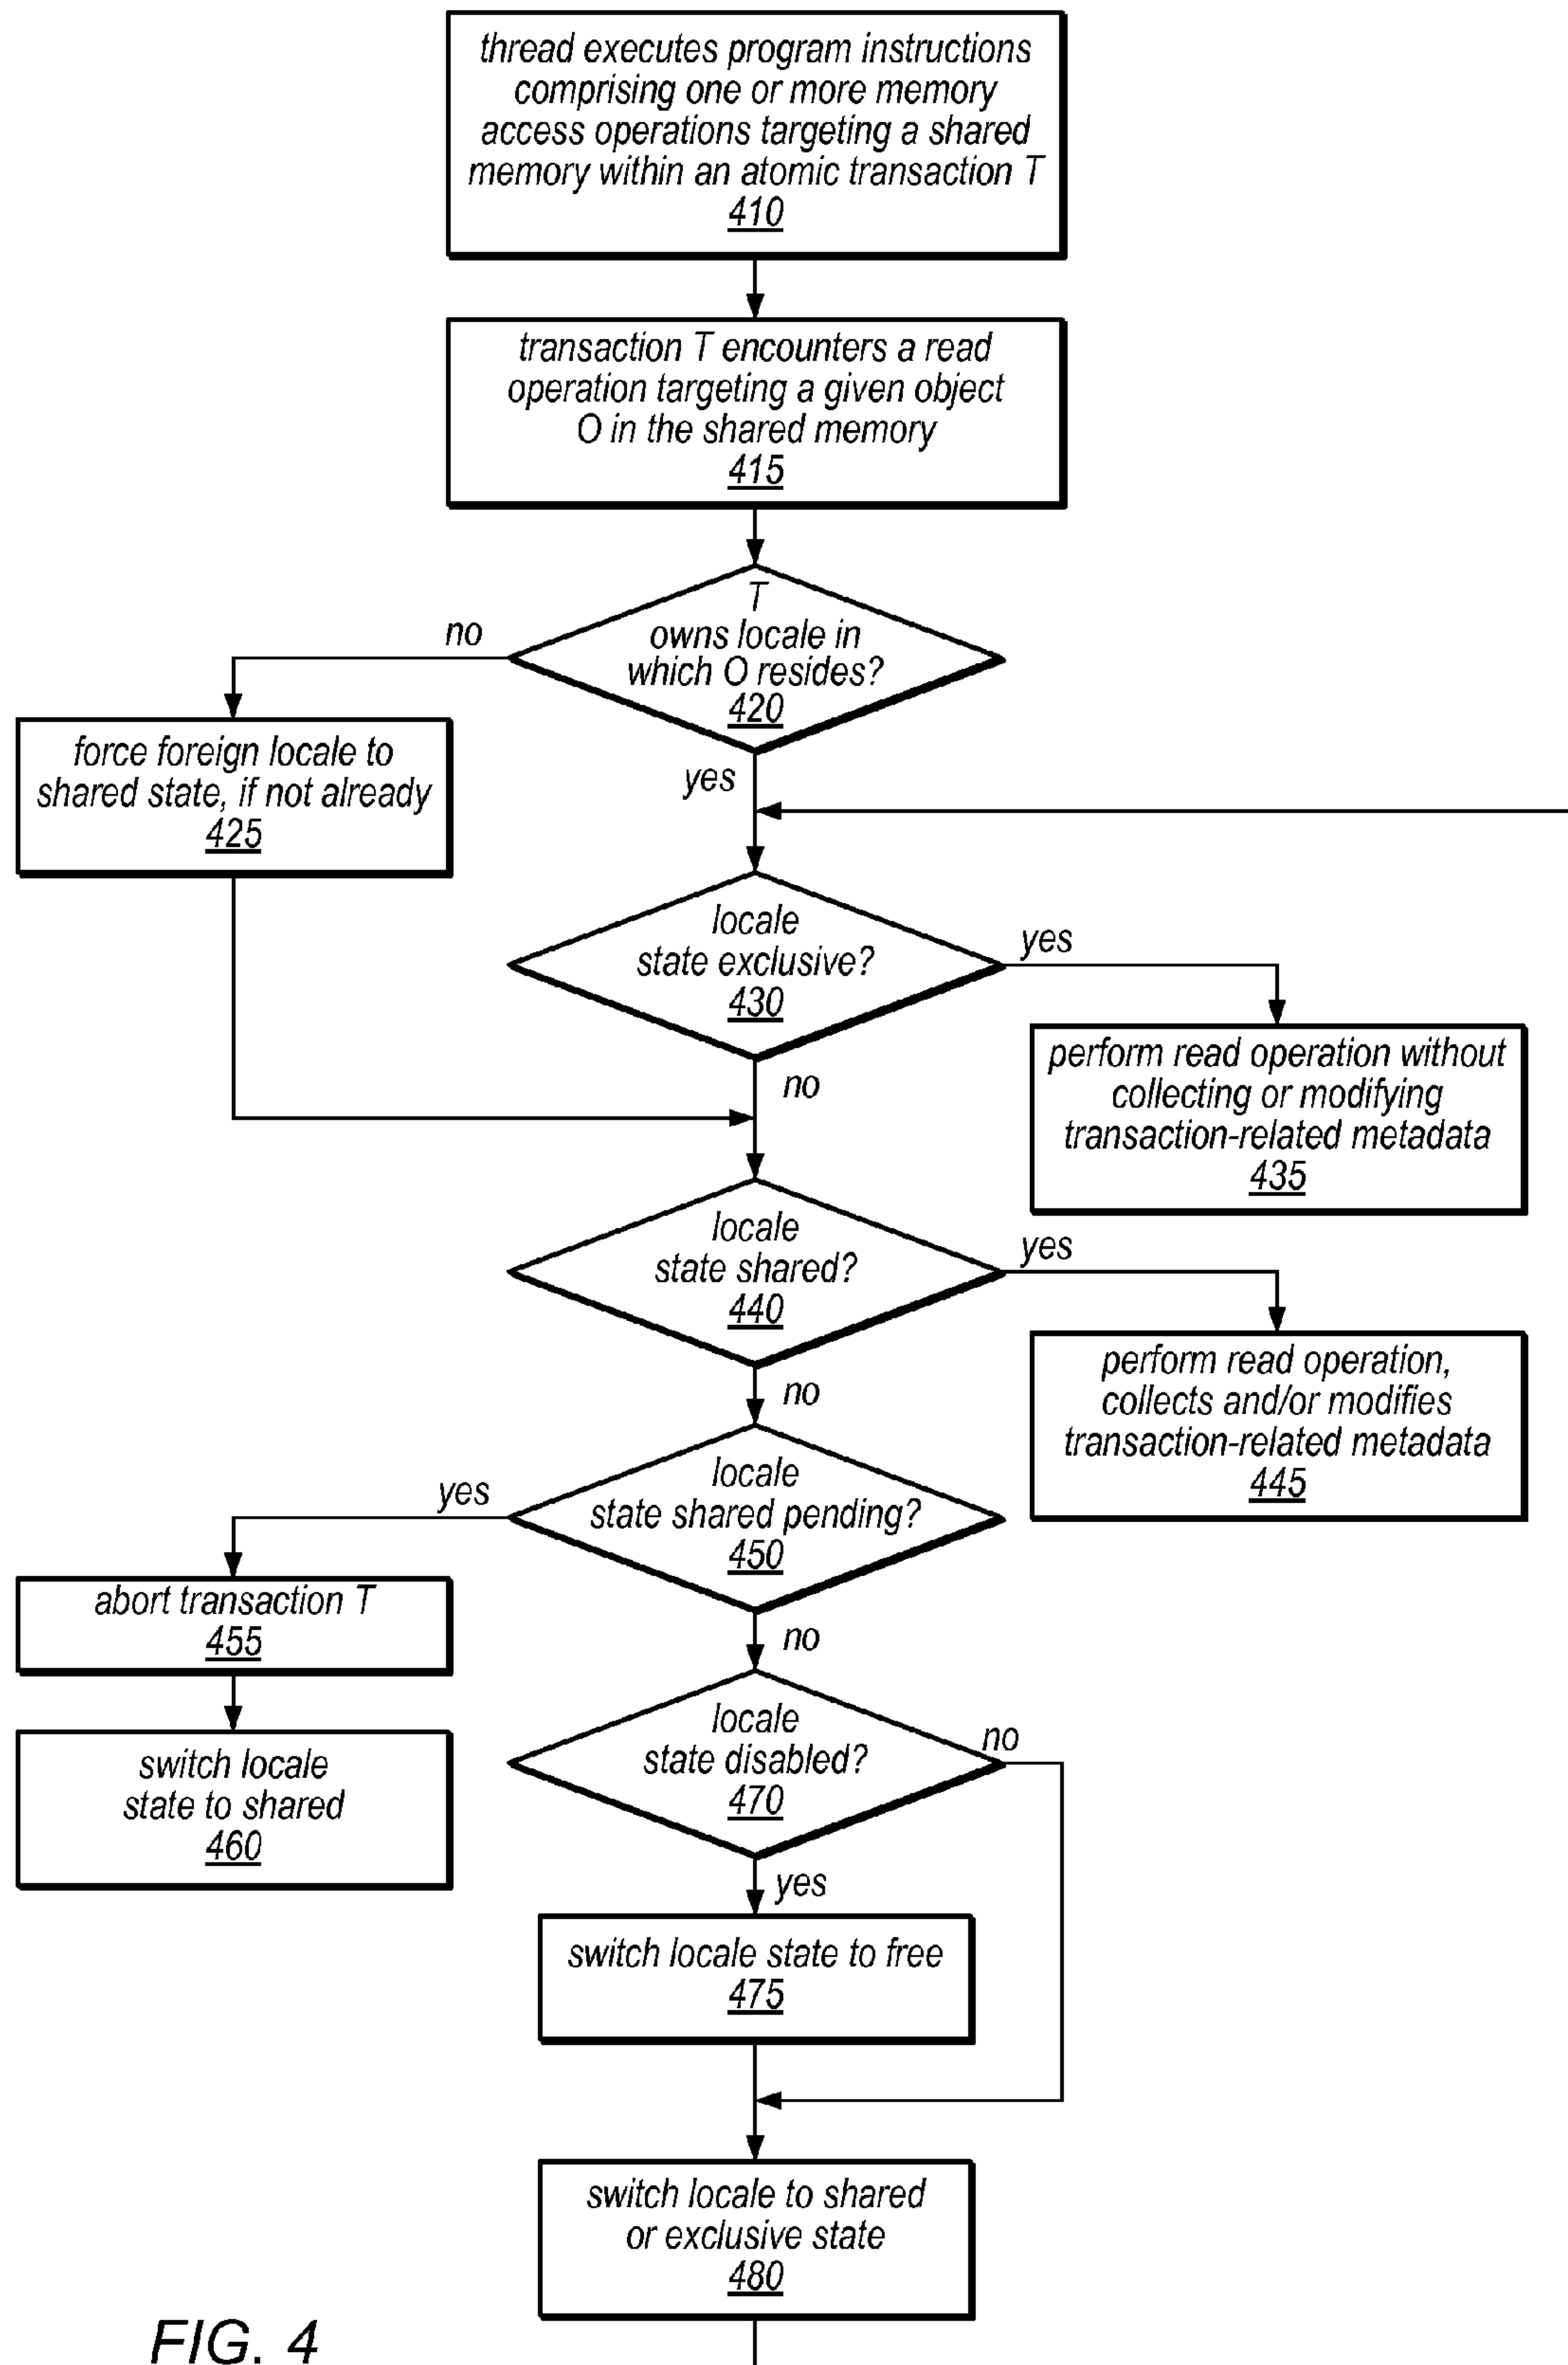 thread executes program instructions
comprising one or more memory
access operations targeting a shared
memory within an atomic transaction T
410
transaction T encounters a read
operation targeting a given object
O in the shared memory
415
T
owns locale in
which O resides?
420
no
yes
force foreign locale to
shared state, if not already
425
locale
state exclusive?
430
yes
no
perform read operation without
collecting or modifying
transaction-related metadata
435
locale
state shared?
440
yes
no
perform read operation,
collects and/or modifies
transaction-related metadata
445
locale
state shared pending?
450
yes
no
abort transaction T
455
switch locale
state to shared
460
locale
state disabled?
470
no
yes
switch locale state to free
475
switch locale to shared
or exclusive state
480
FIG. 4